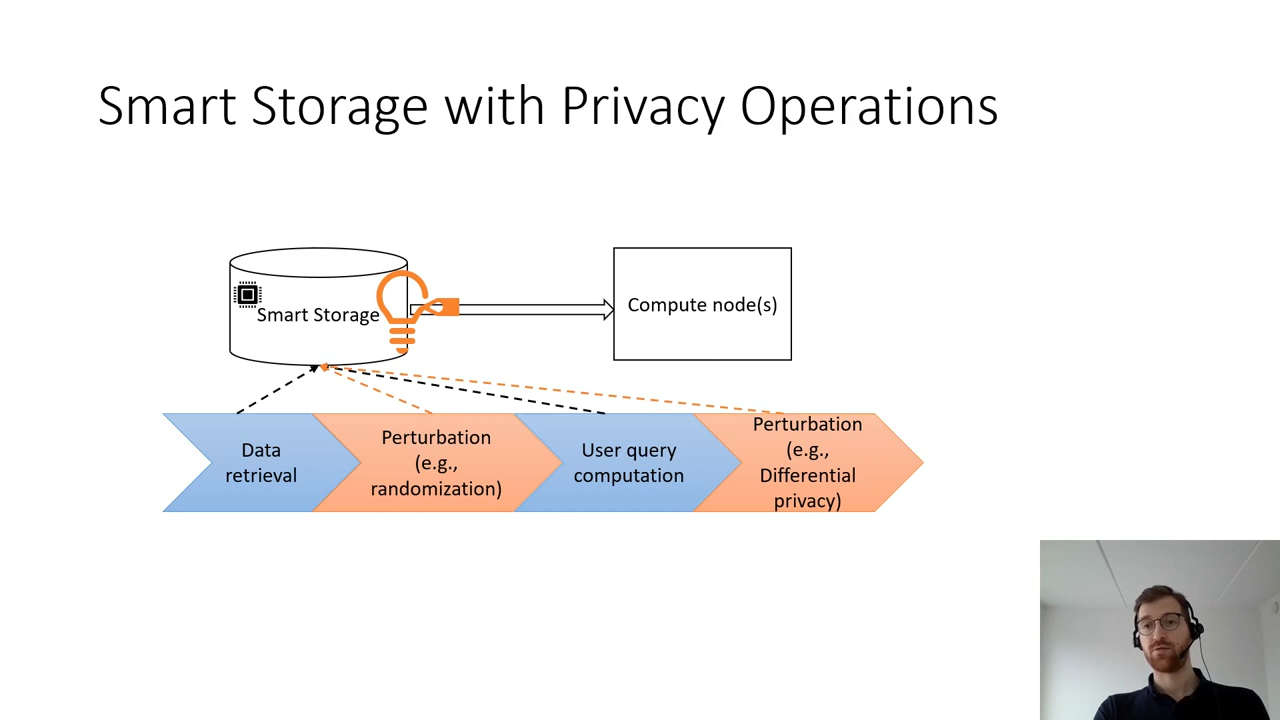 Smart Storage with Privacy Operations
Smart Storage
Compute node(s)
Data
retrieval
Perturbation
(e.g.,
randomization)
User query
computation
Perturbation
(e.g.,
Differential
privacy)